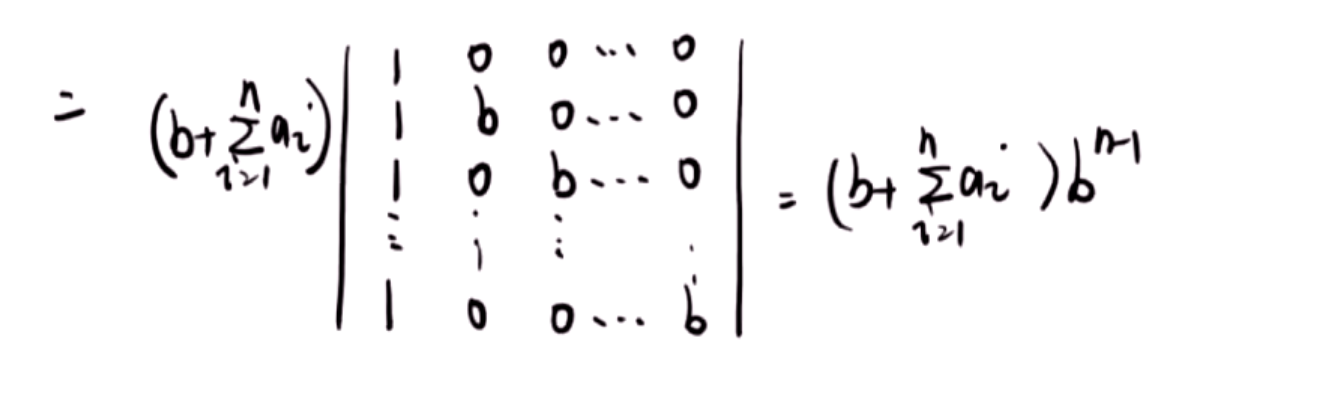 = (b+∑_{i=1}^{n} a_i) | 1 0 0 ... 0 |
| 1 b 0 ... 0 |
| 1 0 b ... 0 | = (b+∑_{i=1}^{n} a_i) b^{n-1}
| ⋮ ⋮ ⋮ ⋮ |
| 1 0 0 ... b |